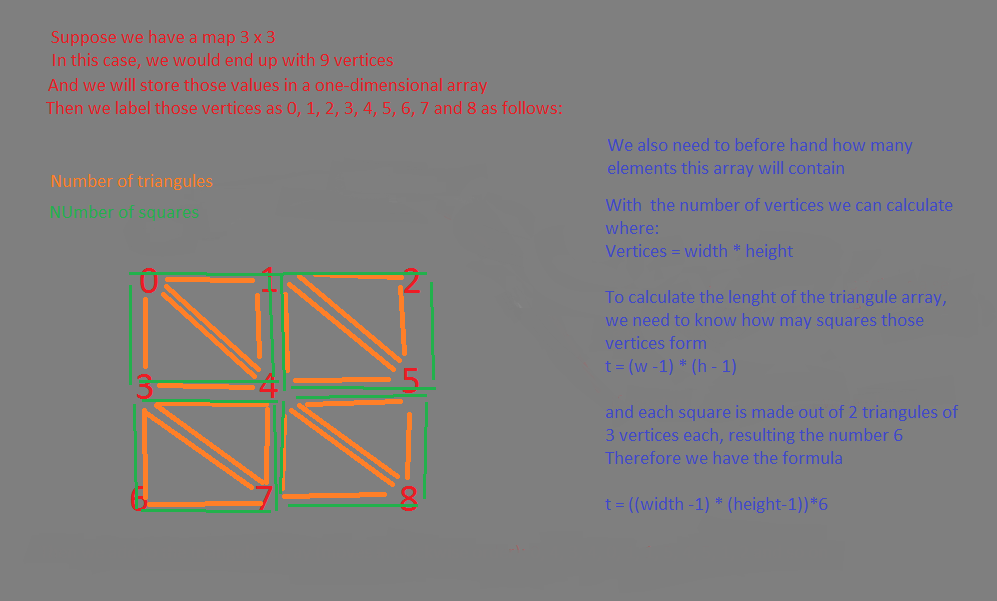 Suppose we have a map 3 x 3
In this case, we would end up with 9 vertices
And we will store those values in a one-dimensional array
Then we label those vertices as 0, 1, 2, 3, 4, 5, 6, 7 and 8 as follows:
Number of triangules
NUmber of squares
0 1 2
3 4 5
6 7 8
We also need to before hand how many
elements this array will contain
With the number of vertices we can calculate
where:
Vertices = width * height
To calculate the lenght of the triangule array,
we need to know how may squares those
vertices form
t = (w -1) * (h - 1)
and each square is made out of 2 triangules of
3 vertices each, resulting the number 6
Therefore we have the formula
t = ((width -1) * (height-1))*6